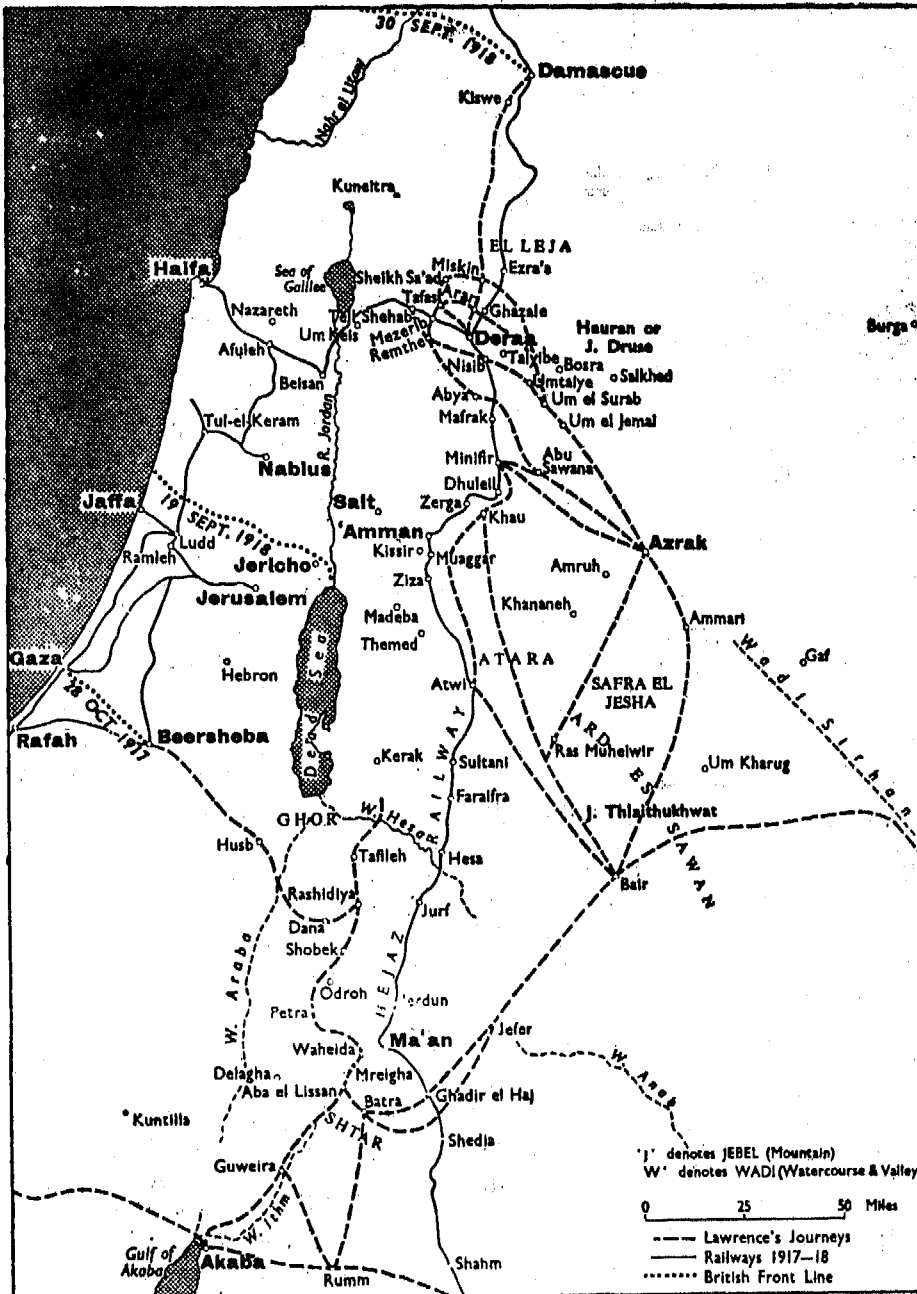 30 SEPT. 1918
Damascus
Kiswe
Kuneitra
EL LEJA
Haifa
Sea of
Galilee
Sheikh Sa'ad
Miskin
Ezra'a
Nazareth
Tafas
Ghazale
Tell Shehab
Um Keis
Mezerib
Remthe
Deraa
Hauran or
J. Druse
Burga
Afuleh
Nisib
Taiyibe
Bosra
Salkhed
Beisan
Umtaiye
Abya
Um el Surab
Tul-el-Keram
R. Jordan
Mafrak
Um el Jemal
Nablus
Minifir
Abu
Sawana
Dhuleil
Jaffa
19 SEPT. 1918
Salt
Zerga
Khau
'Amman
Azrak
Ludd
Ramleh
Jericho
Kissir
Muaggar
Jerusalem
Ziza
Amruh
Madeba
Khananeh
Ammari
Themed
Wadi Sirhan
Gaza
Hebron
Dead Sea
ATARA
Gaf
Atwi
SAFRA EL
JESHA
28 OCT 1917
Rafah
Beersheba
ARD ES SAWAN
Ras Muheiwir
Kerak
Sultani
Um Kharug
Faraifra
J. Thlaithukhwat
GHOR
W. Hesa
HEJAZ RAILWAY
Husb
Tafileh
Hesa
Bair
Rashidiya
Jurf
Dana
Shobek
W. Araba
Odroh
Petra
Jefer
Waheida
Ma'an
Delagha
Mreigha
Aba el Lissan
Batra
Ghadir el Haj
Kuntilla
SHTAR
Shedia
Guweira
W. Ithm
Gulf of
Akaba
Akaba
Rumm
Shahm
'J' denotes JEBEL (Mountain)
W' denotes WADI (Watercourse & Valley
0 25 50 Miles
Lawrence's Journeys
Railways 1917—18
British Front Line